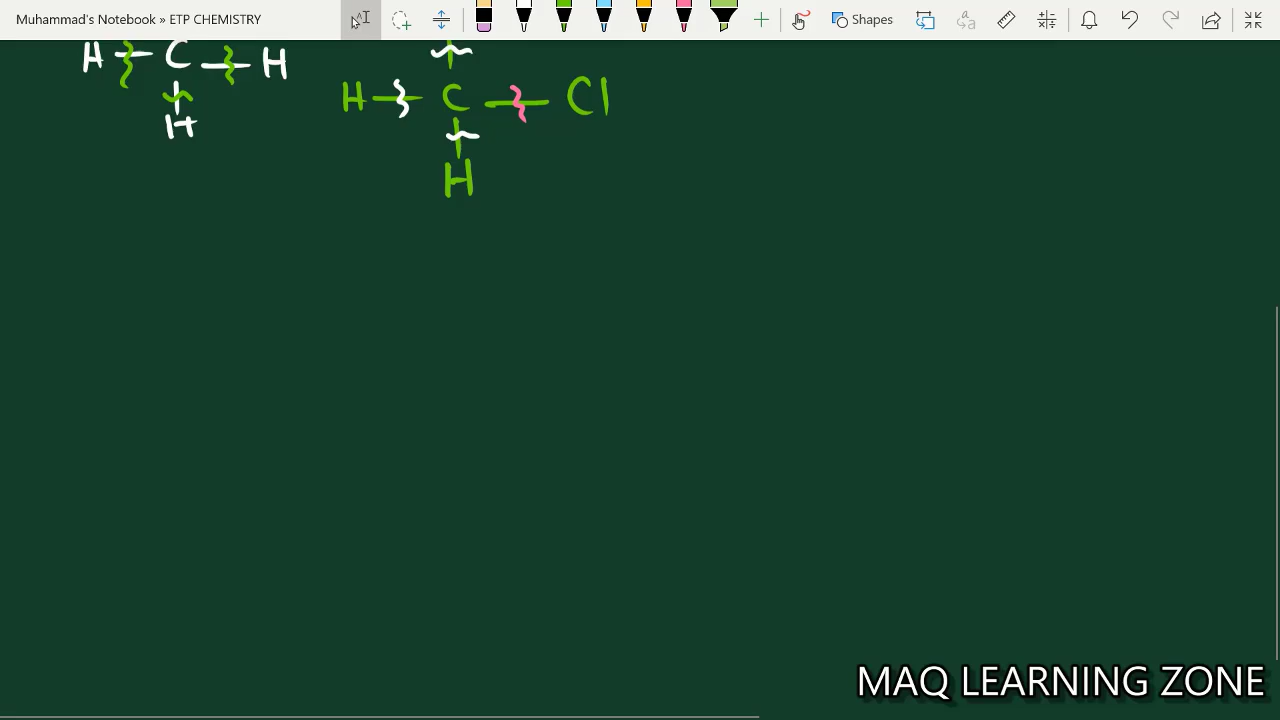 Muhammad's Notebook » ETP CHEMISTRY
Shapes
H C H
H
H C Cl
H
MAQ LEARNING ZONE